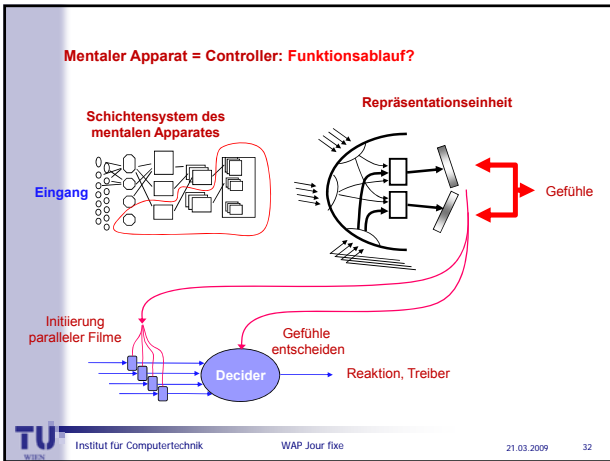 Mentaler Apparat = Controller: Funktionsablauf?
Schichtensystem des
mentalen Apparates
Repräsentationseinheit
Eingang
Gefühle
Initiierung
paralleler Filme
Gefühle
entscheiden
Decider
Reaktion, Treiber
TU
WIEN
Institut für Computertechnik
WAP Jour fixe
21.03.2009
32